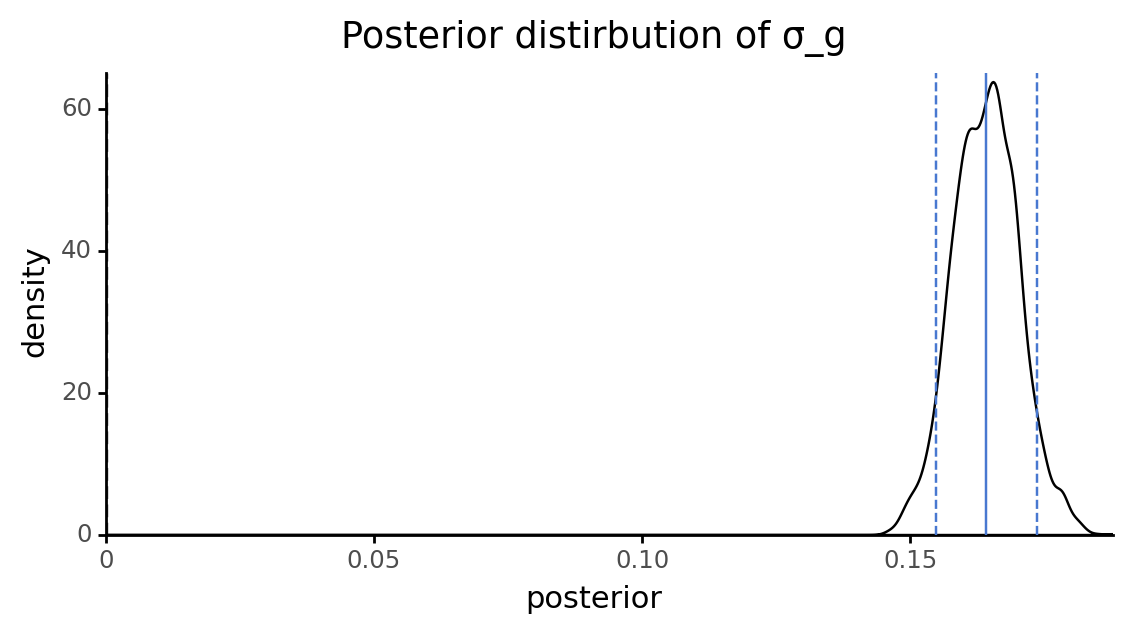 Posterior distirbution of σ_g
density
60
40
20
0
0 0.05 0.10 0.15
posterior